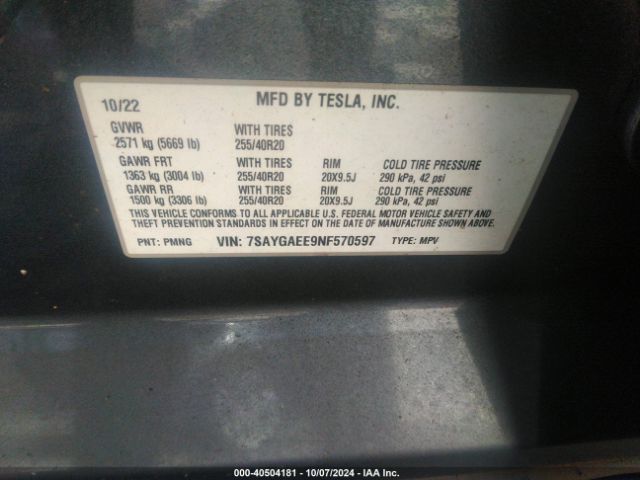 10/22 MFD BY TESLA, INC.
GVWR WITH TIRES
2571 kg (5669 lb) 255/40R20
GAWR FRT WITH TIRES RIM COLD TIRE PRESSURE
1363 kg (3004 lb) 255/40R20 20X9.5J 290 kPa, 42 psi
GAWR RR WITH TIRES RIM COLD TIRE PRESSURE
1500 kg (3306 lb) 255/40R20 20X9.5J 290 kPa, 42 psi
THIS VEHICLE CONFORMS TO ALL APPLICABLE U.S. FEDERAL MOTOR VEHICLE SAFETY AND
THEFT PREVENTION STANDARDS IN EFFECT ON THE DATE OF MANUFACTURE SHOWN ABOVE.
PNT: PMNG VIN: 7SAYGAEE9NF570597 TYPE: MPV
000-40504181 - 10/07/2024 - IAA Inc.